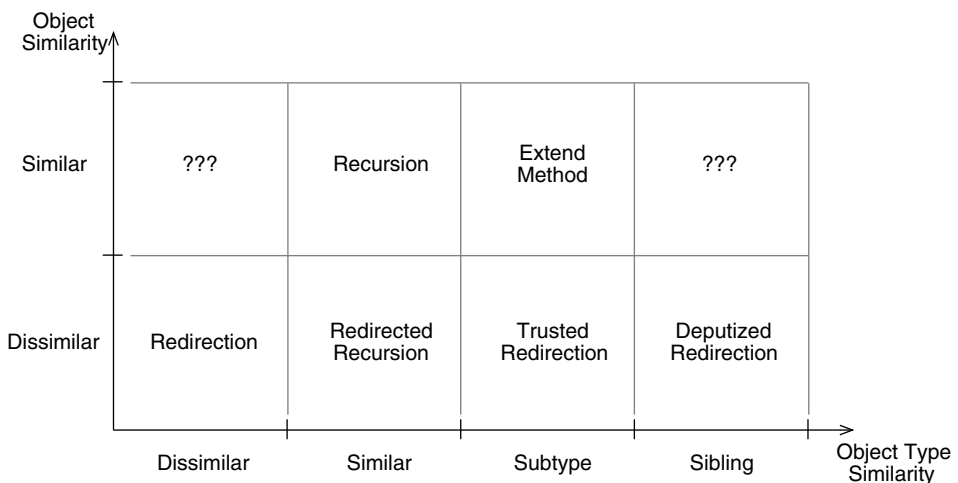 Object
Similarity
Similar
???
Recursion
Extend
Method
???
Dissimilar
Redirection
Redirected
Recursion
Trusted
Redirection
Deputized
Redirection
Dissimilar
Similar
Subtype
Sibling
Object Type
Similarity